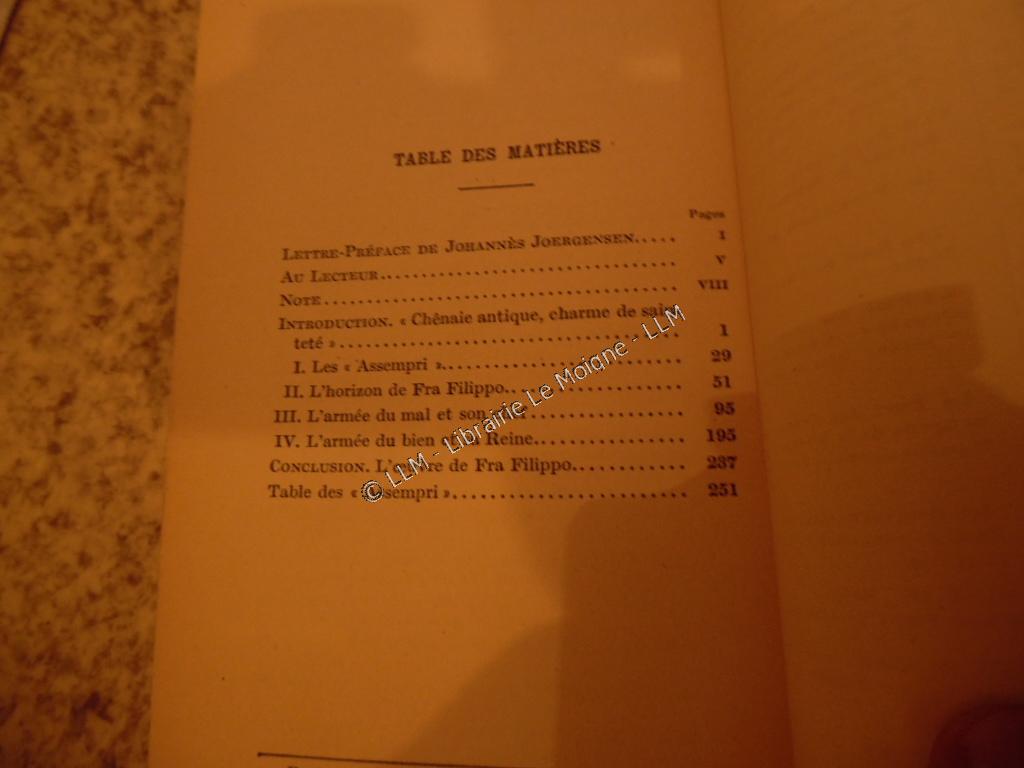 TABLE DES MATIÈRES
Pages
LETTRE-PRÉFACE DE JOHANNÈS JOERGENSEN..... I
AU LECTEUR................................... V
NOTE......................................... VIII
INTRODUCTION. « Chênaie antique, charme de
teté »....................................... 1
I. Les « Assempri »............................ 29
II. L'horizon de Fra Filippo.................... 51
III. L'armée du mal et son ................ 95
IV. L'armée du bien Reine................ 195
CONCLUSION. de Fra Filippo............ 237
Table des « »......................... 251
© LLM - Librairie Le Moigne - LLM